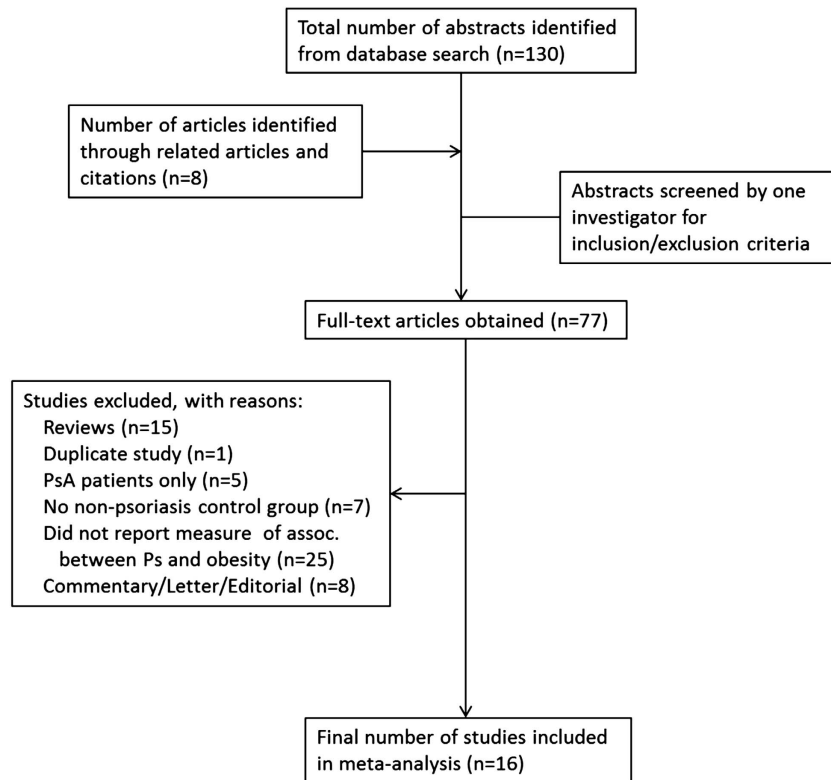 Total number of abstracts identified
from database search (n=130)
Number of articles identified
through related articles and
citations (n=8)
Abstracts screened by one
investigator for
inclusion/exclusion criteria
Full-text articles obtained (n=77)
Studies excluded, with reasons:
Reviews (n=15)
Duplicate study (n=1)
PsA patients only (n=5)
No non-psoriasis control group (n=7)
Did not report measure of assoc.
between Ps and obesity (n=25)
Commentary/Letter/Editorial (n=8)
Final number of studies included
in meta-analysis (n=16)